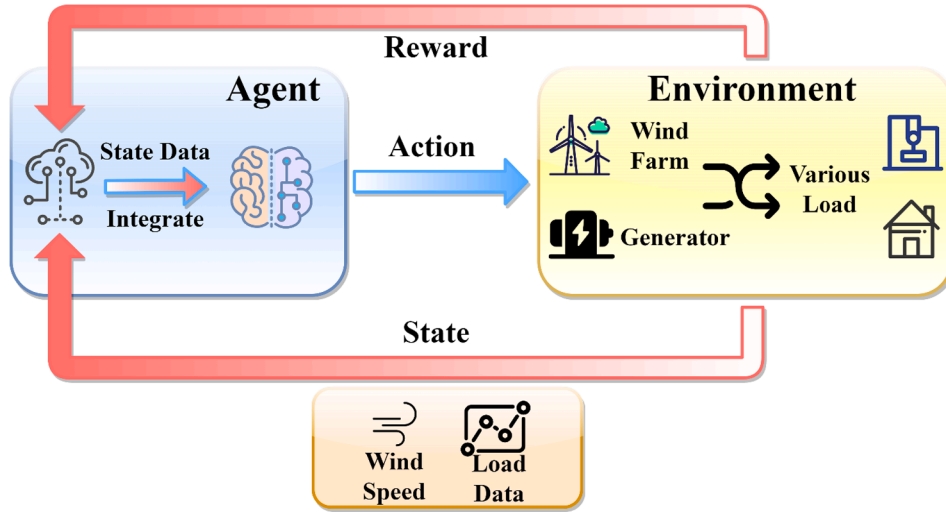 Reward
Agent
State Data
Integrate
Action
Environment
Wind
Farm
Generator
Various
Load
State
Wind
Speed
Load
Data